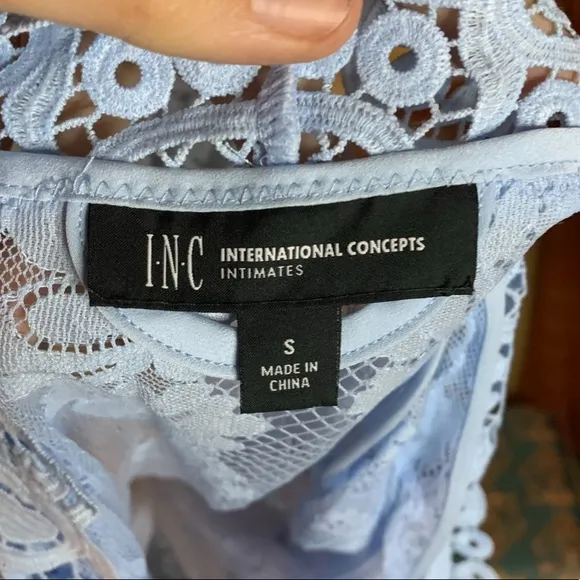 I·N·C INTERNATIONAL CONCEPTS
INTIMATES
S
MADE IN
CHINA